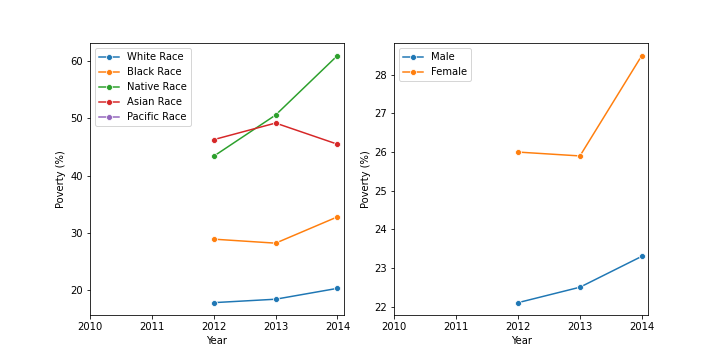 White Race
Black Race
Native Race
Asian Race
Pacific Race
Poverty (%)
60
50
40
30
20
2010 2011 2012 2013 2014
Year
Male
Female
Poverty (%)
28
27
26
25
24
23
22
2010 2011 2012 2013 2014
Year